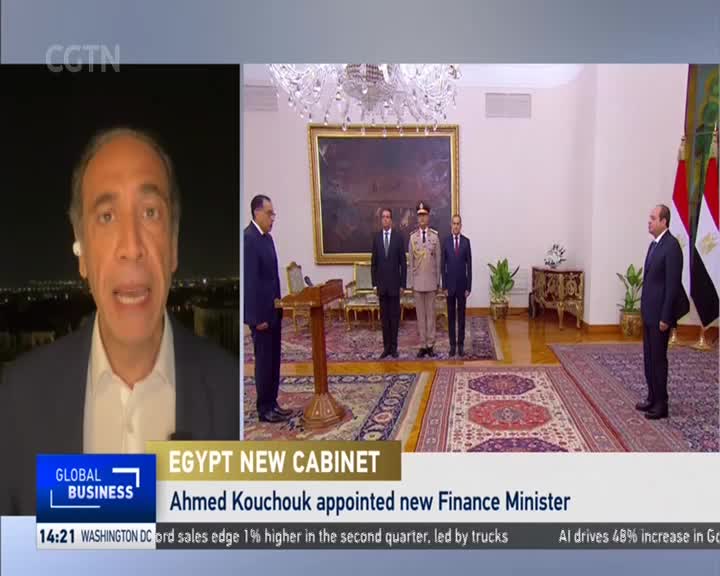 CGTN
EGYPT NEW CABINET
GLOBAL
BUSINESS
Ahmed Kouchouk appointed new Finance Minister
14:21 WASHINGTON DC ord sales edge 1% higher in the second quarter, led by trucks AI drives 48% increase in Go